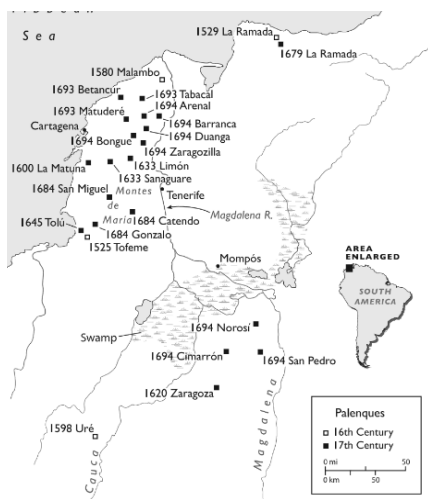 Sea
1529 La Ramada
1679 La Ramada
1580 Malambo
1693 Betancur
1693 Tabacal
1694 Arenal
1693 Matuderé
1694 Barranca
Cartagena
1694 Duanga
1694 Bongue
1694 Zaragozilla
1633 Limón
1600 La Matuna
1633 Sanaguare
1684 San Miguel
Montes
de
María
Tenerife
Magdalena R.
1645 Tolú
1684 Catendo
1684 Gonzalo
1525 Tofeme
Mompós
AREA
ENLARGED
SOUTH
AMERICA
Swamp
1694 Norosí
1694 Cimarrón
1694 San Pedro
1620 Zaragoza
1598 Uré
Cauca
Magdalena
Palenques
16th Century
17th Century
0 mi 50
0 km 50